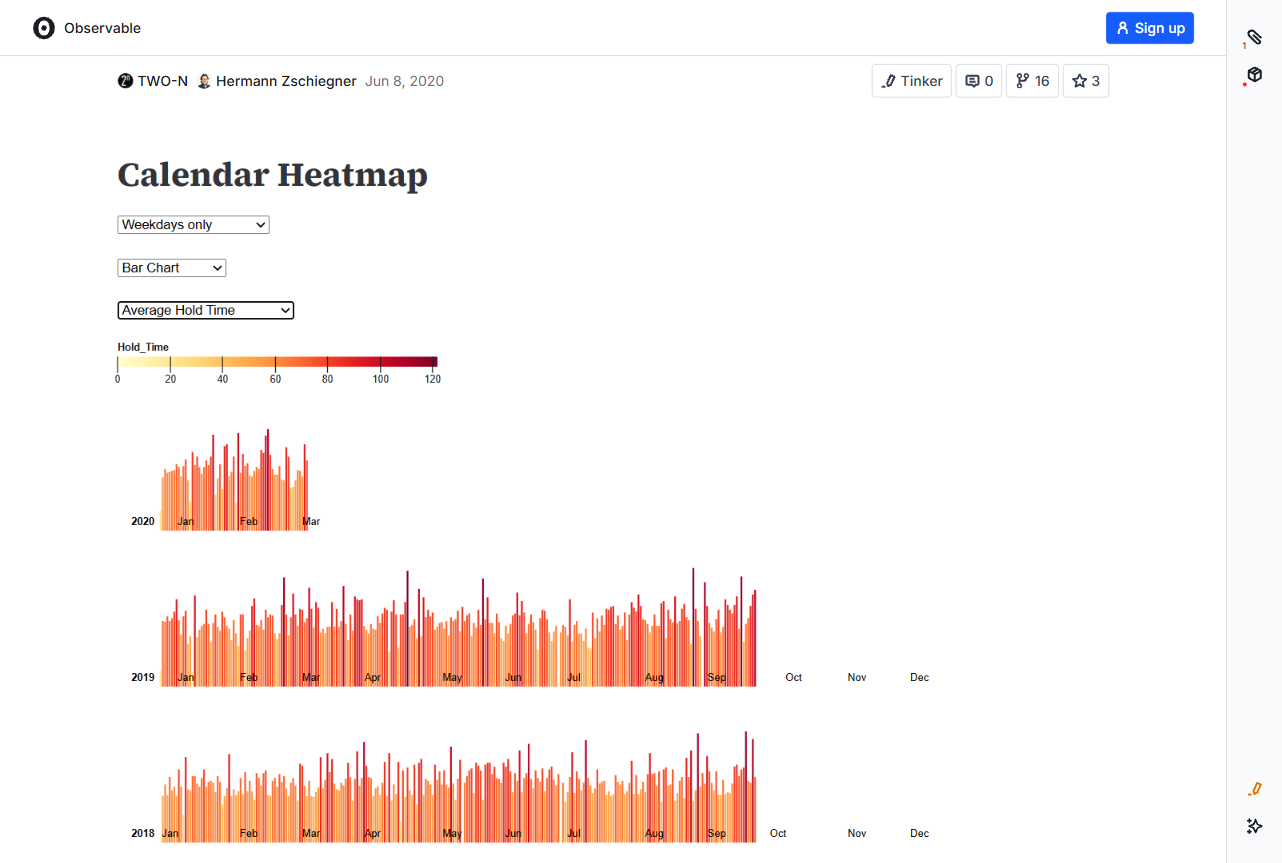 Observable
Sign up
TWO-N Hermann Zschiegner Jun 8, 2020
Tinker 0 16 3
1
Calendar Heatmap
Weekdays only
Bar Chart
Average Hold Time
Hold_Time
0 20 40 60 80 100 120
2020 Jan Feb Mar
2019 Jan Feb Mar Apr May Jun Jul Aug Sep Oct Nov Dec
2018 Jan Feb Mar Apr May Jun Jul Aug Sep Oct Nov Dec